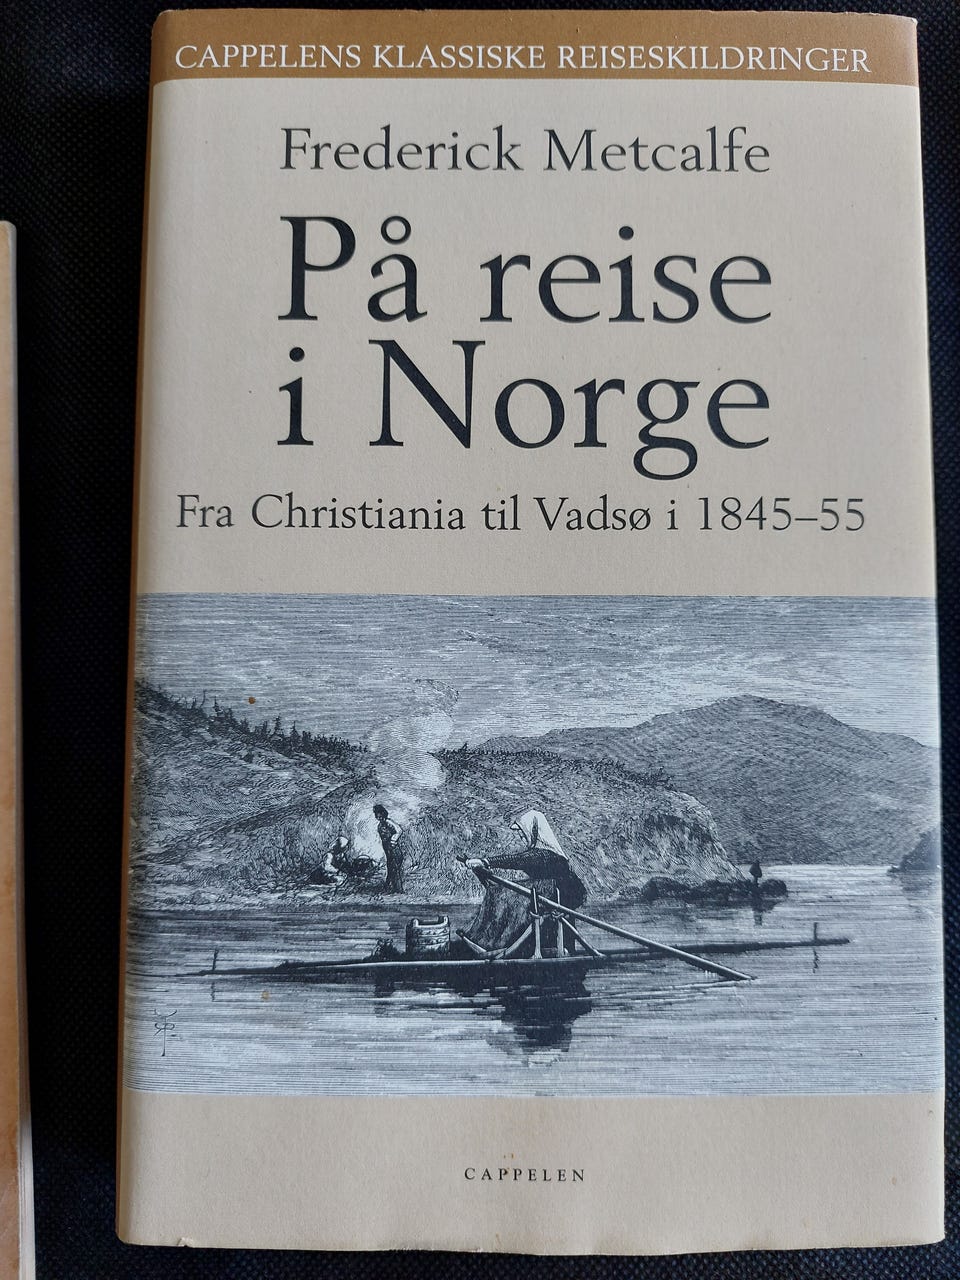 CAPPELENS KLASSISKE REISESKILDRINGER
Frederick Metcalfe
På reise
i Norge
Fra Christiania til Vadsø i 1845–55
CAPPELEN